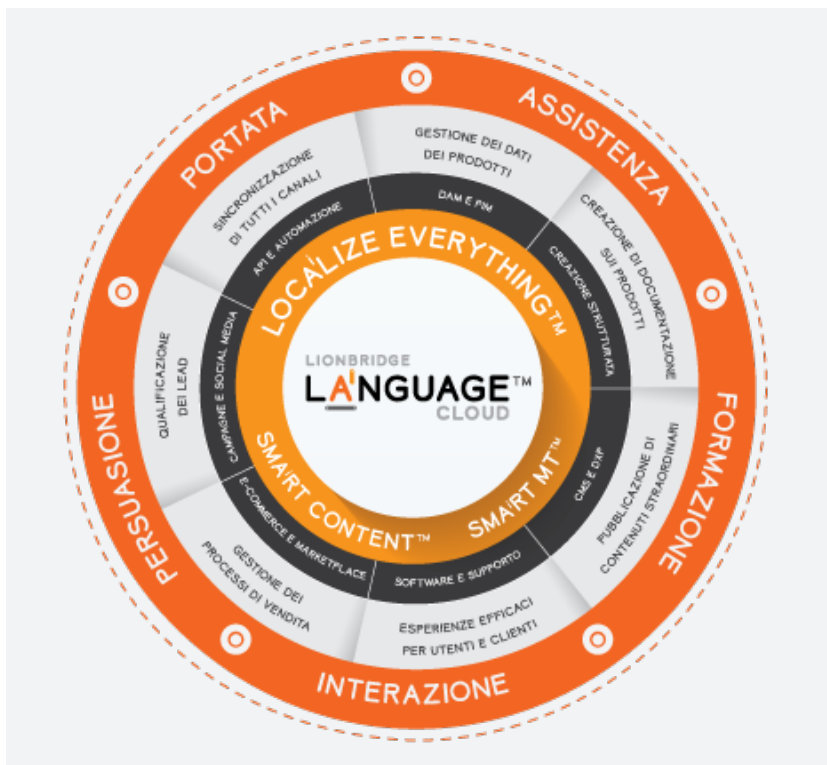 PORTATA
ASSISTENZA
FORMAZIONE
INTERAZIONE
PERSUASIONE
GESTIONE DEI DATI
DEI PRODOTTI
CREAZIONE DI DOCUMENTAZIONE
SUI PRODOTTI
PUBBLICAZIONE DI
CONTENUTI STRAORDINARI
ESPERIENZE EFFICACI
PER UTENTI E CLIENTI
GESTIONE DEI
PROCESSI DI VENDITA
QUALIFICAZIONE
DEI LEAD
SINCRONIZZAZIONE
DI TUTTI I CANALI
DAM E PIM
CREAZIONE STRUTTURATA
CMS E DXP
SOFTWARE E SUPPORTO
E-COMMERCE E MARKETPLACE
CAMPAGNE E SOCIAL MEDIA
API E AUTOMAZIONE
LOCALIZE EVERYTHING™
SMART MT™
SMART CONTENT™
LIONBRIDGE
LANGUAGE™
CLOUD